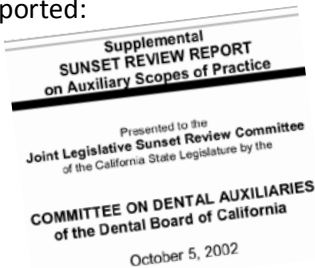 ported:
Supplemental
SUNSET REVIEW REPORT
on Auxiliary Scopes of Practice
Presented to the
Joint Legislative Sunset Review Committee
of the California State Legislature by the
COMMITTEE ON DENTAL AUXILIARIES
of the Dental Board of California
October 5, 2002